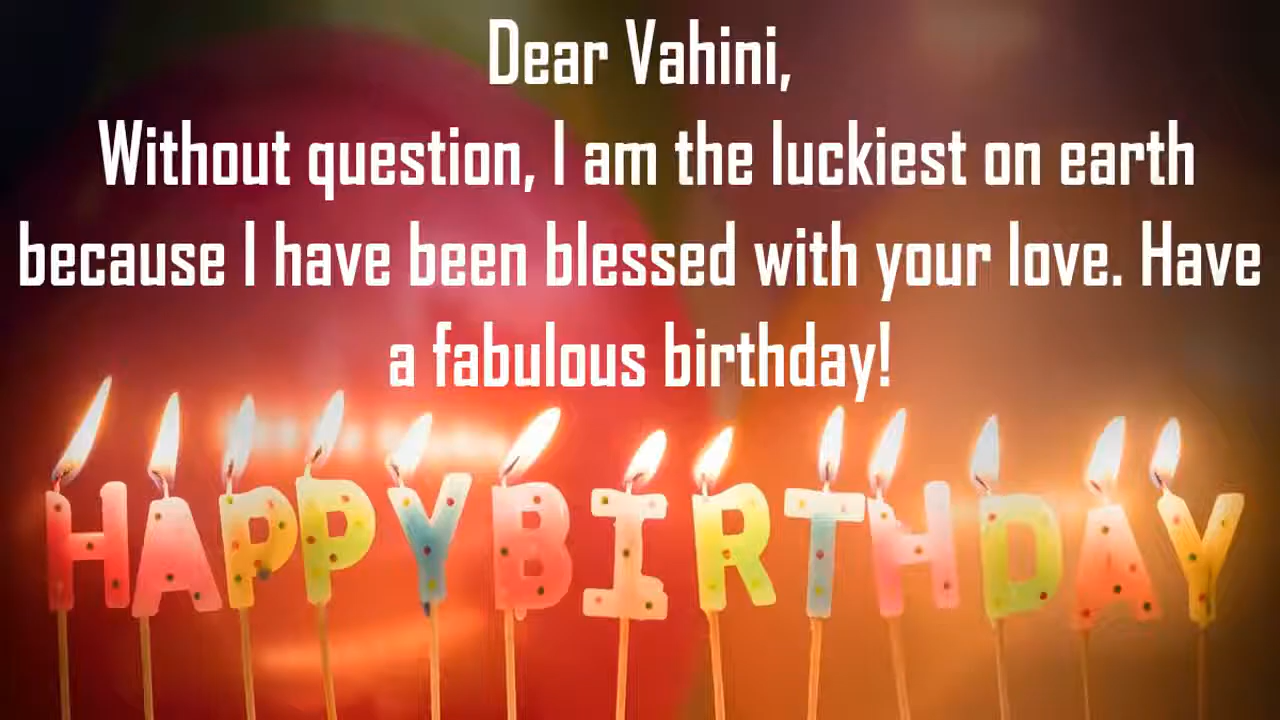 Dear Vahini,
Without question, I am the luckiest on earth
because I have been blessed with your love. Have
a fabulous birthday!
HAPPY BIRTHDAY